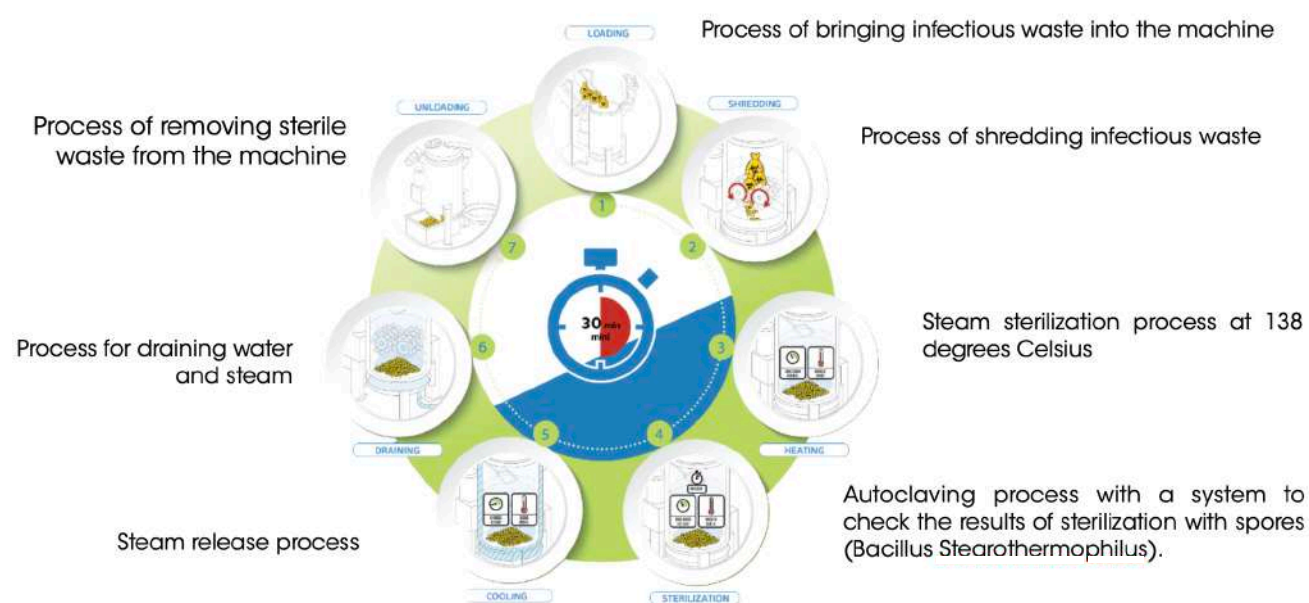 LOADING
Process of bringing infectious waste into the machine
UNLOADING
SHREDDING
Process of removing sterile
waste from the machine
Process of shredding infectious waste
1
2
7
30 min
mini
Steam sterilization process at 138
degrees Celsius
Process for draining water
and steam
6
3
5
4
DRAINING
HEATING
Autoclaving process with a system to
check the results of sterilization with spores
(Bacillus Stearothermophilus).
Steam release process
COOLING
STERILIZATION